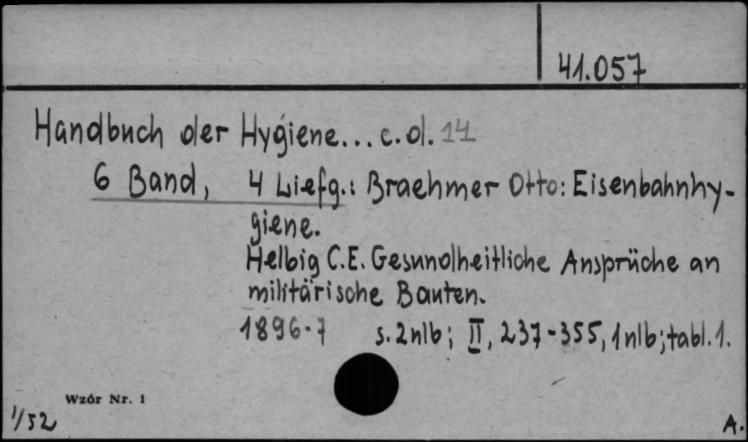 41.057
Handbuch der Hygiene... c.d. 14
6 Band, 4 Liefg.: Braehmer Otto: Eisenbahnhy-
giene.
Helbig C.E. Gesundheitliche Ansprüche an
militärische Bauten.
1896-7 s. 2nlb; II, 237-355, 1nlb; tabl. 1.
Wzór Nr. 1
1/52
A.